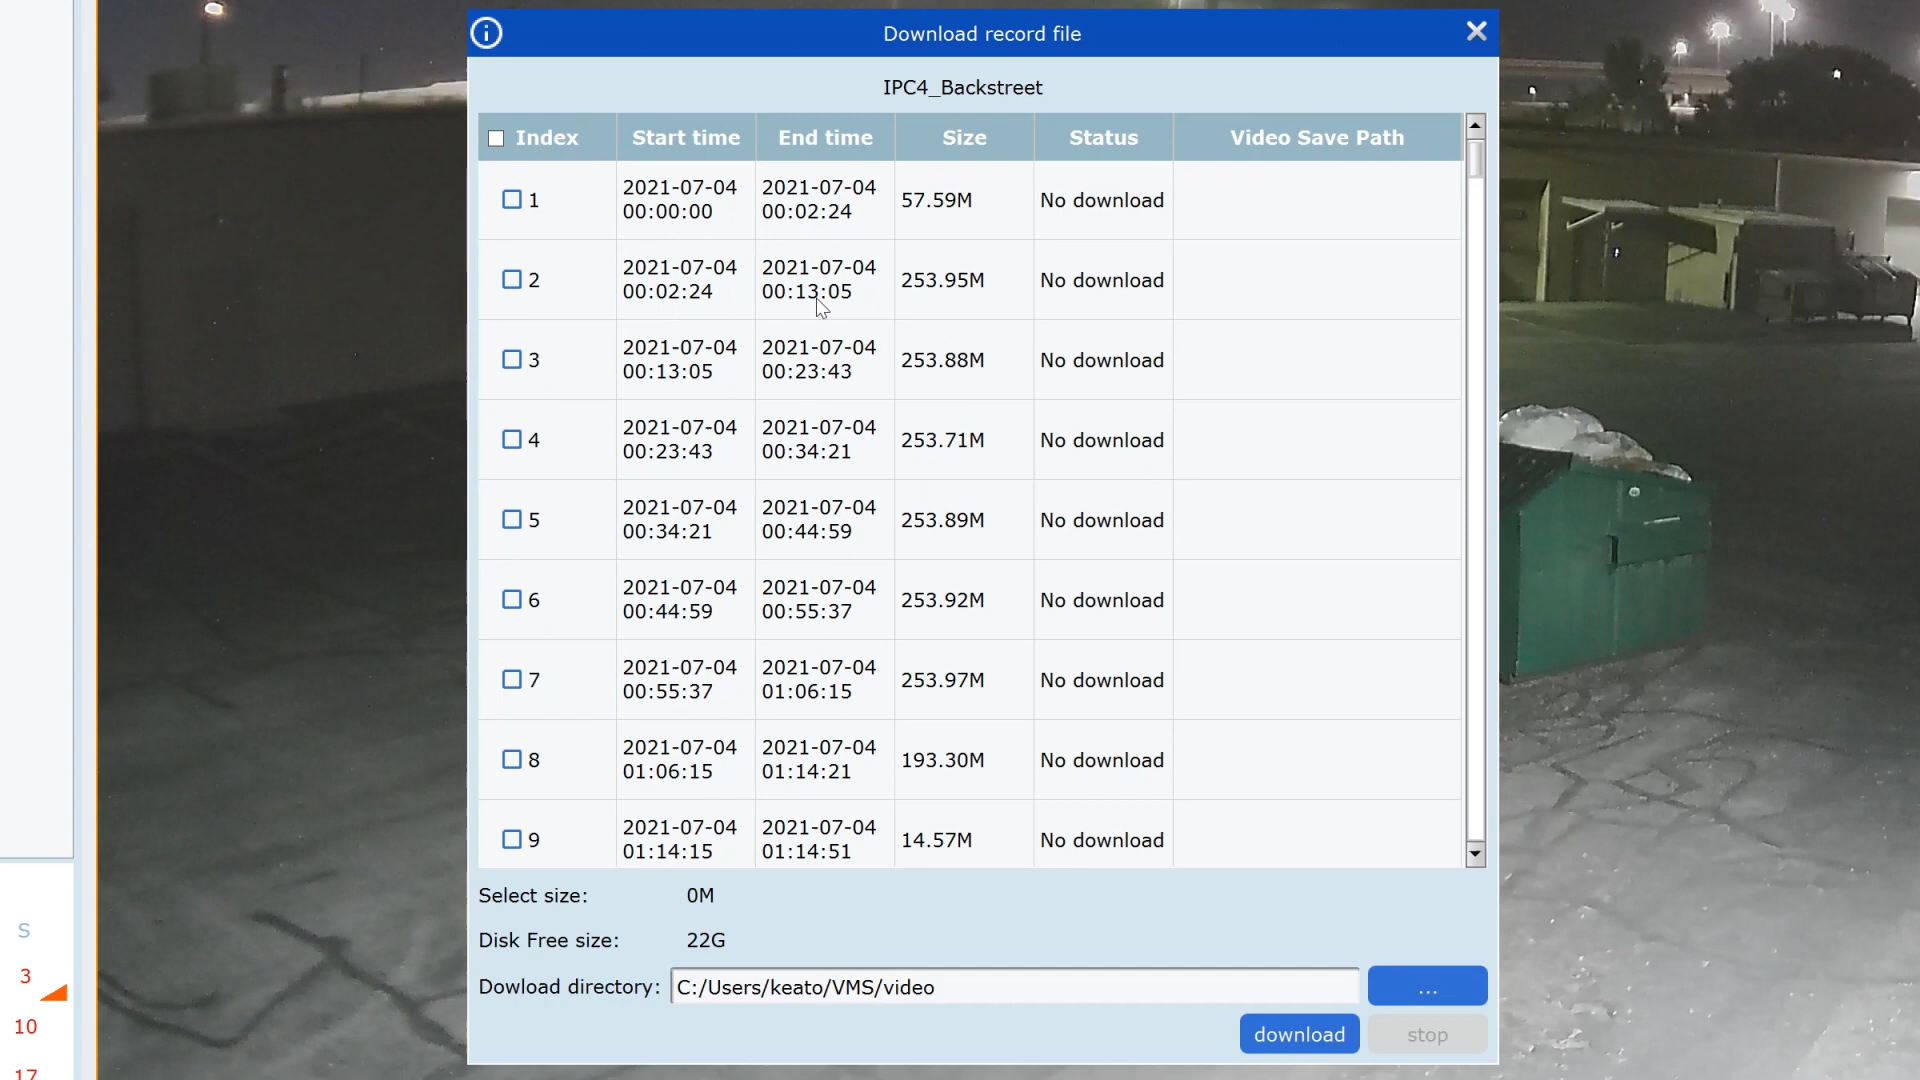 Download record file
IPC4_Backstreet
Index Start time End time Size Status Video Save Path
1 2021-07-04 00:00:00 2021-07-04 00:02:24 57.59M No download
2 2021-07-04 00:02:24 2021-07-04 00:13:05 253.95M No download
3 2021-07-04 00:13:05 2021-07-04 00:23:43 253.88M No download
4 2021-07-04 00:23:43 2021-07-04 00:34:21 253.71M No download
5 2021-07-04 00:34:21 2021-07-04 00:44:59 253.89M No download
6 2021-07-04 00:44:59 2021-07-04 00:55:37 253.92M No download
7 2021-07-04 00:55:37 2021-07-04 01:06:15 253.97M No download
8 2021-07-04 01:06:15 2021-07-04 01:14:21 193.30M No download
9 2021-07-04 01:14:15 2021-07-04 01:14:51 14.57M No download
Select size: 0M
Disk Free size: 22G
Dowload directory: C:/Users/keato/VMS/video ...
download stop
S
3
10
17